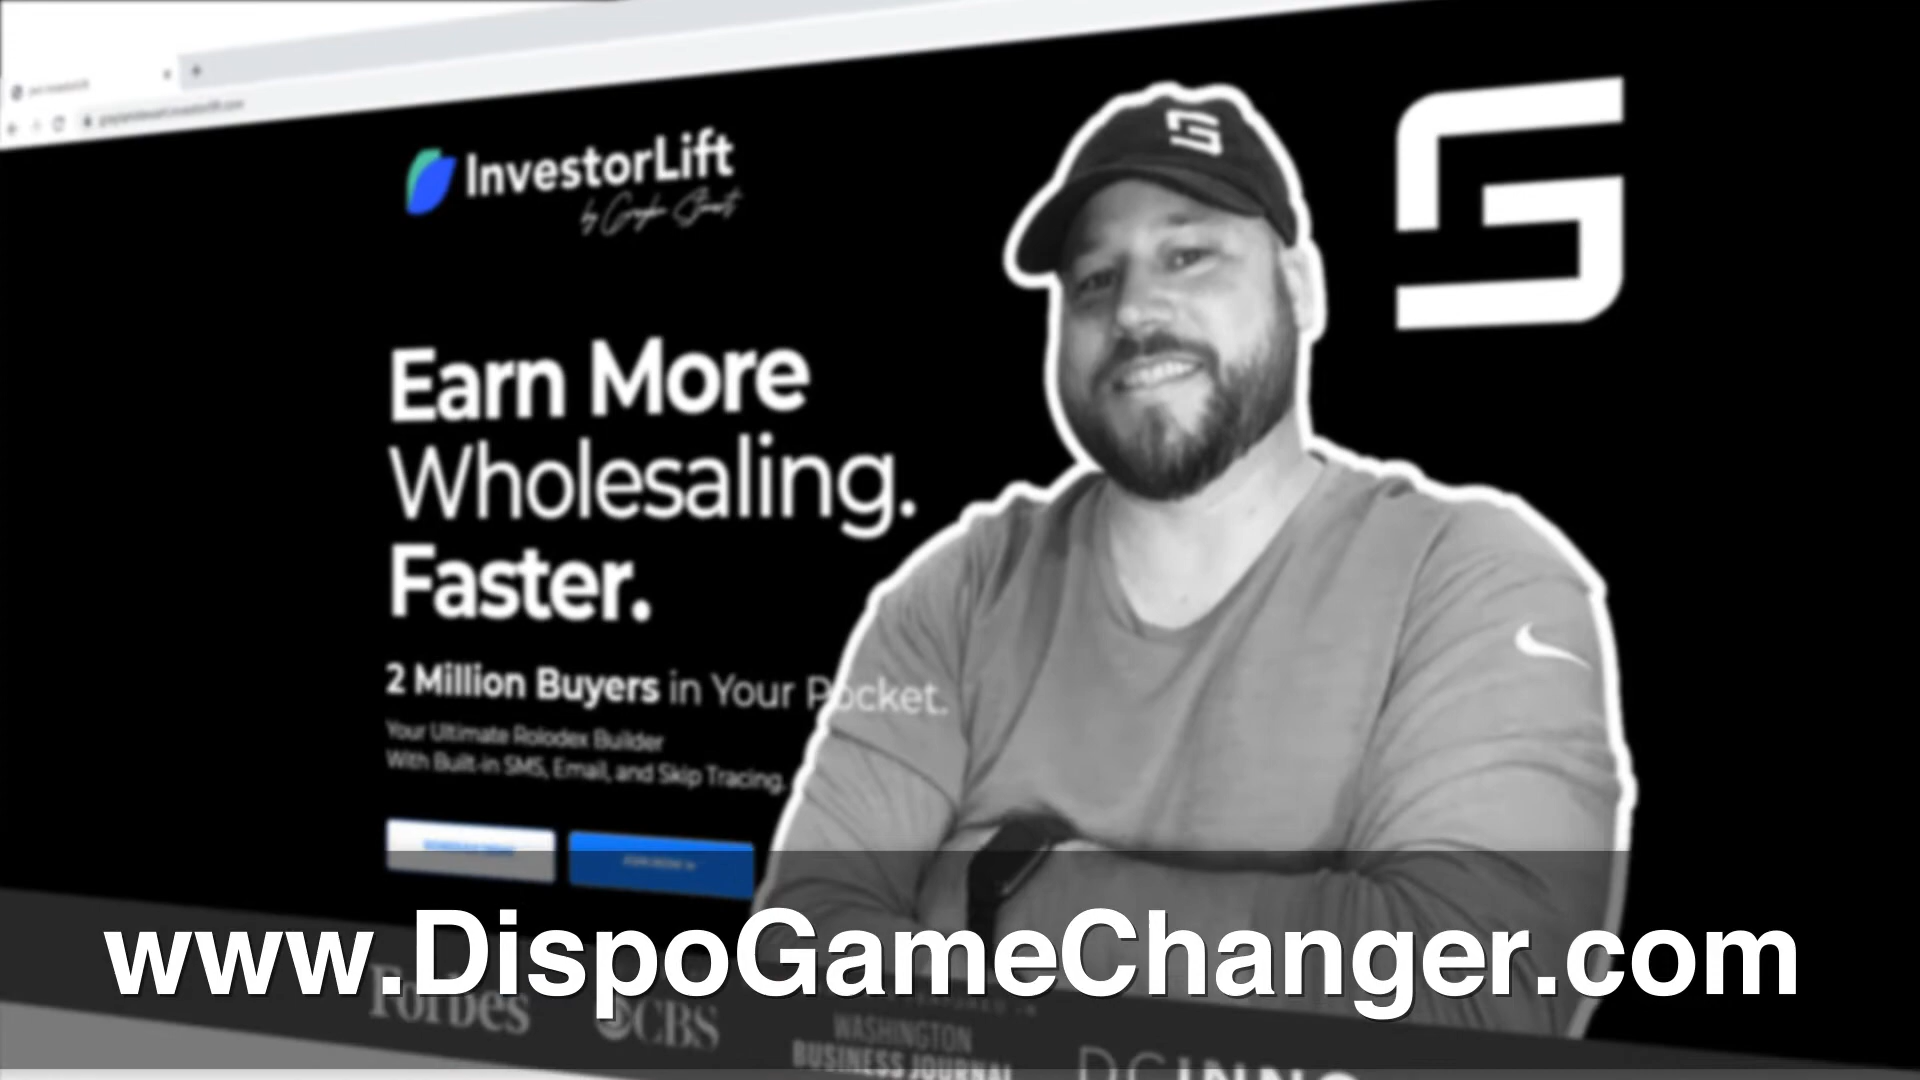 InvestorLift
Earn More
Wholesaling.
Faster.
2 Million Buyers in Your Pocket.
Your Ultimate Rolodex Builder
With Built-in SMS, Email, and Skip Tracing.
www.DispoGameChanger.com
Forbes
CBS
WASHINGTON
BUSINESS JOURNAL